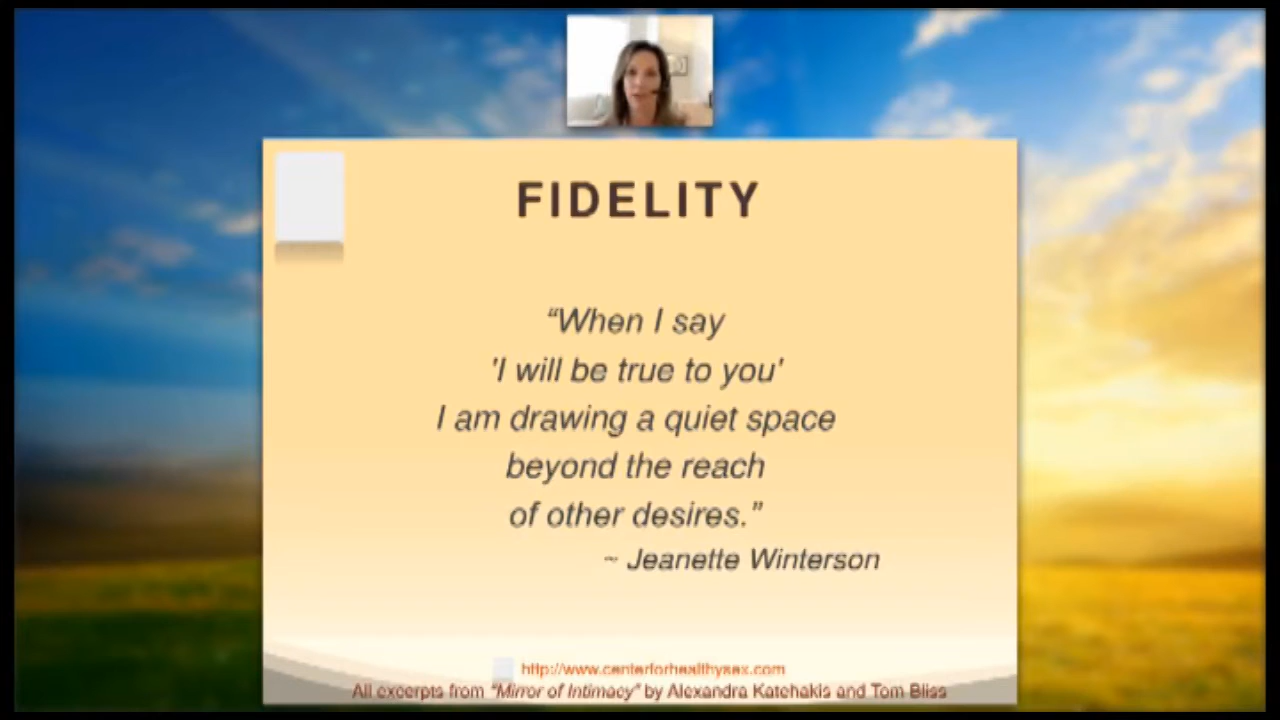 FIDELITY
“When I say
'I will be true to you'
I am drawing a quiet space
beyond the reach
of other desires.”
~ Jeanette Winterson
http://www.centerforhealthysex.com
All excerpts from “Mirror of Intimacy” by Alexandra Katehakis and Tom Bliss